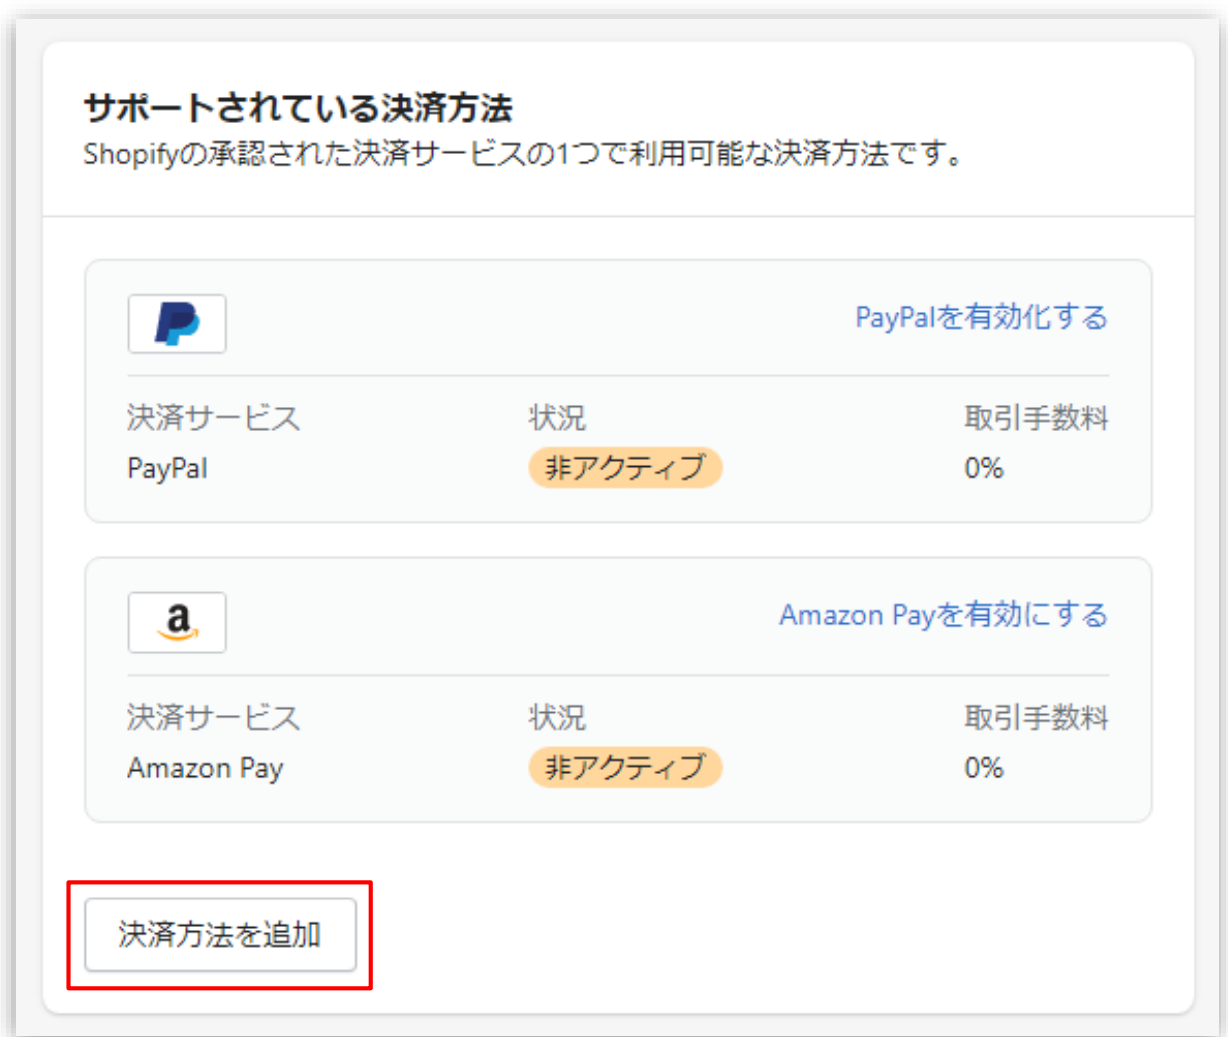 サポートされている決済方法
Shopifyの承認された決済サービスの1つで利用可能な決済方法です。
PayPalを有効化する
決済サービス 状況 取引手数料
PayPal 非アクティブ 0%
a
Amazon Payを有効にする
決済サービス 状況 取引手数料
Amazon Pay 非アクティブ 0%
決済方法を追加